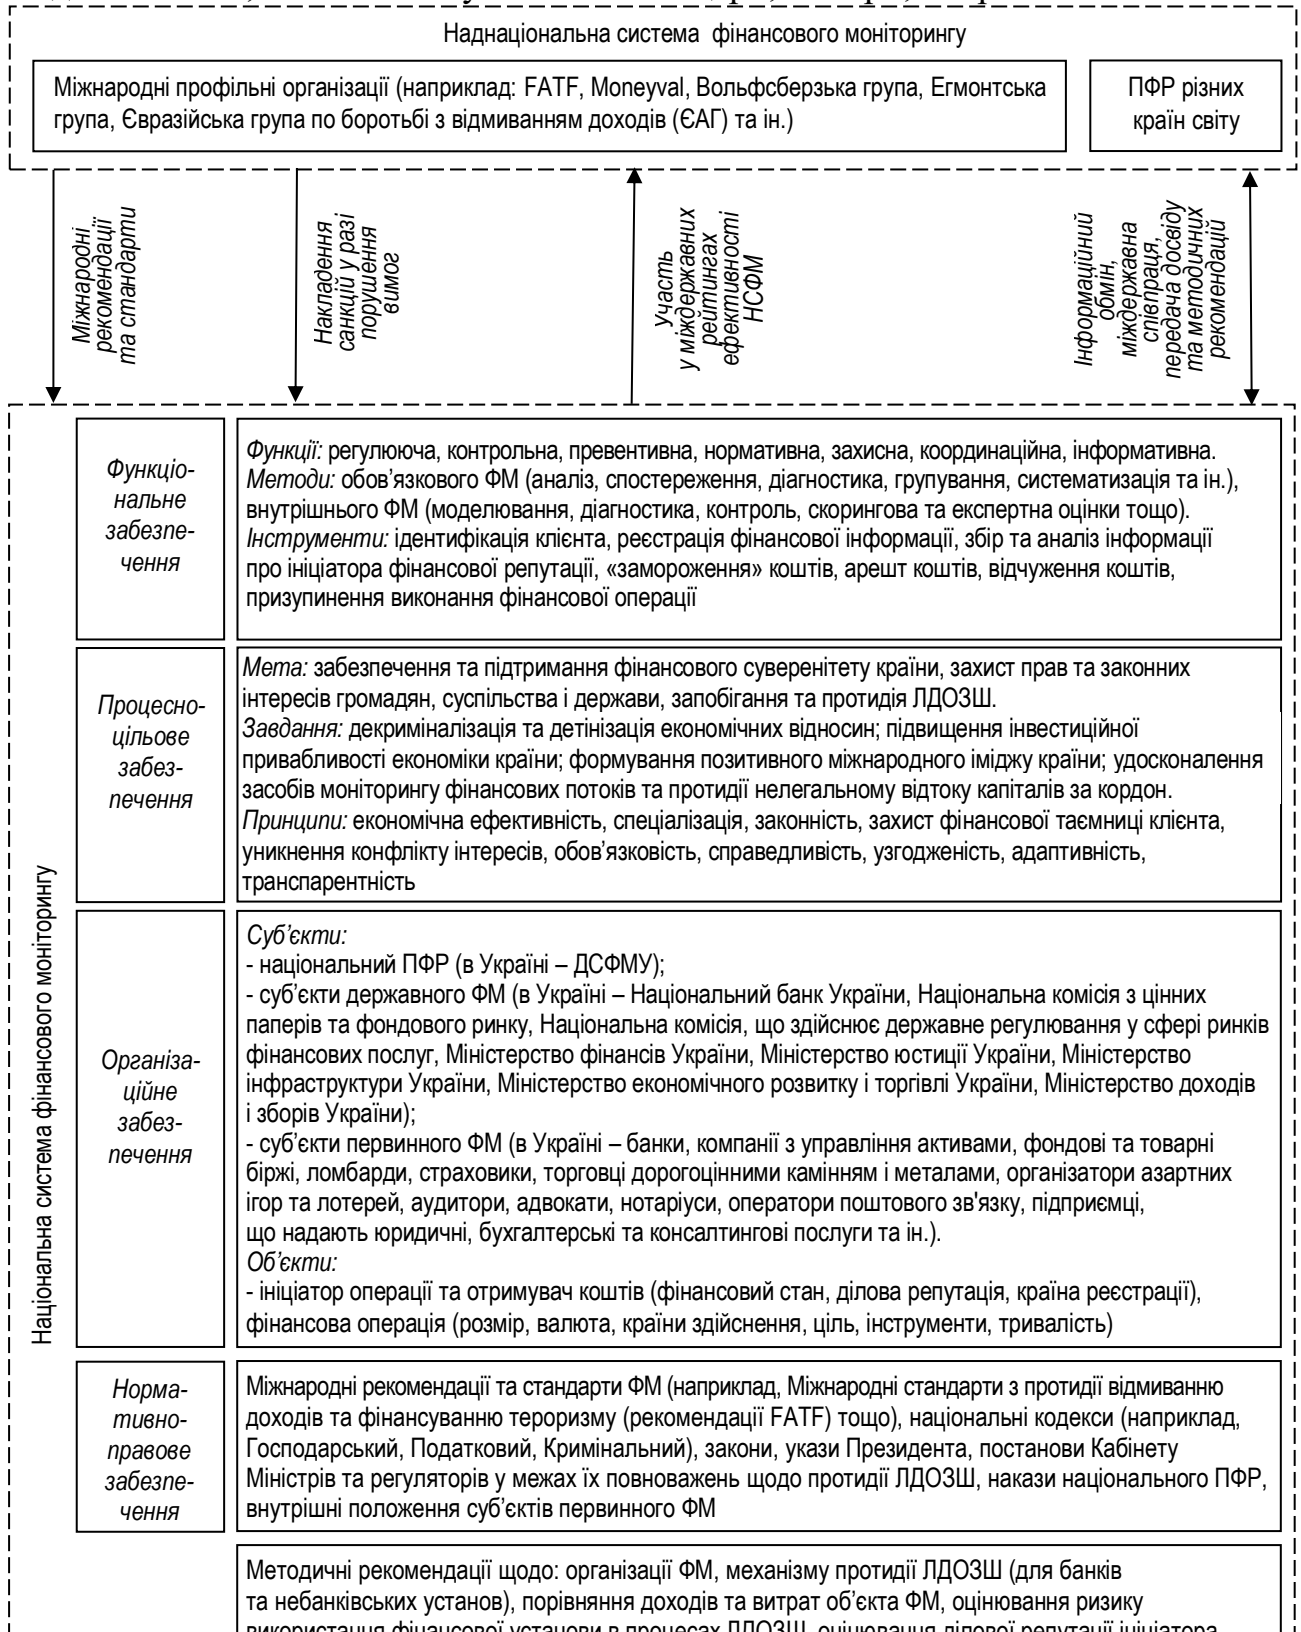 Наднаціональна система фінансового моніторингу
Міжнародні профільні організації (наприклад: FATF, Moneyval, Вольфсберзька група, Егмонтська
група, Євразійська група по боротьбі з відмиванням доходів (ЄАГ) та ін.)
ПФР різних
країн світу
Міжнародні
рекомендації
та стандарти
Накладення
санкцій у разі
порушення
вимог
Участь
у міждержавних
рейтингах
ефективності
НСФМ
Інформаційний
обмін,
міждержавна
співпраця,
передача досвіду
та методичних
рекомендацій
Національна система фінансового моніторингу
Функціо-
нальне
забезпе-
чення
Функції: регулююча, контрольна, превентивна, нормативна, захисна, координаційна, інформативна.
Методи: обов’язкового ФМ (аналіз, спостереження, діагностика, групування, систематизація та ін.),
внутрішнього ФМ (моделювання, діагностика, контроль, скорингова та експертна оцінки тощо).
Інструменти: ідентифікація клієнта, реєстрація фінансової інформації, збір та аналіз інформації
про ініціатора фінансової репутації, «замороження» коштів, арешт коштів, відчуження коштів,
призупинення виконання фінансової операції
Процесно-
цільове
забез-
печення
Мета: забезпечення та підтримання фінансового суверенітету країни, захист прав та законних
інтересів громадян, суспільства і держави, запобігання та протидія ЛДОЗШ.
Завдання: декриміналізація та детінізація економічних відносин; підвищення інвестиційної
привабливості економіки країни; формування позитивного міжнародного іміджу країни; удосконалення
засобів моніторингу фінансових потоків та протидії нелегальному відтоку капіталів за кордон.
Принципи: економічна ефективність, спеціалізація, законність, захист фінансової таємниці клієнта,
уникнення конфлікту інтересів, обов’язковість, справедливість, узгодженість, адаптивність,
транспарентність
Організа-
ційне
забез-
печення
Суб’єкти:
- національний ПФР (в Україні – ДСФМУ);
- суб’єкти державного ФМ (в Україні – Національний банк України, Національна комісія з цінних
паперів та фондового ринку, Національна комісія, що здійснює державне регулювання у сфері ринків
фінансових послуг, Міністерство фінансів України, Міністерство юстиції України, Міністерство
інфраструктури України, Міністерство економічного розвитку і торгівлі України, Міністерство доходів
і зборів України);
- суб’єкти первинного ФМ (в Україні – банки, компанії з управління активами, фондові та товарні
біржі, ломбарди, страховики, торговці дорогоцінними камінням і металами, організатори азартних
ігор та лотерей, аудитори, адвокати, нотаріуси, оператори поштового зв'язку, підприємці,
що надають юридичні, бухгалтерські та консалтингові послуги та ін.).
Об’єкти:
- ініціатор операції та отримувач коштів (фінансовий стан, ділова репутація, країна реєстрації),
фінансова операція (розмір, валюта, країни здійснення, ціль, інструменти, тривалість)
Норма-
тивно-
правове
забезпе-
чення
Міжнародні рекомендації та стандарти ФМ (наприклад, Міжнародні стандарти з протидії відмиванню
доходів та фінансуванню тероризму (рекомендації FATF) тощо), національні кодекси (наприклад,
Господарський, Податковий, Кримінальний), закони, укази Президента, постанови Кабінету
Міністрів та регуляторів у межах їх повноважень щодо протидії ЛДОЗШ, накази національного ПФР,
внутрішні положення суб’єктів первинного ФМ
Методичні рекомендації щодо: організації ФМ, механізму протидії ЛДОЗШ (для банків
та небанківських установ), порівняння доходів та витрат об’єкта ФМ, оцінювання ризику
використання фінансової установи в процесах ЛДОЗШ, оцінювання ділової репутації ініціатора